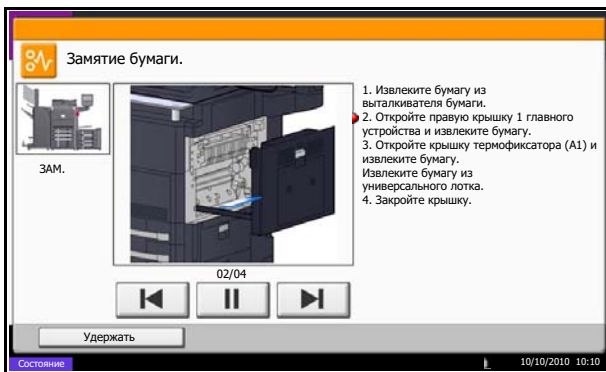 Замятие бумаги.
ЗАМ.
02/04
1. Извлеките бумагу из
выталкивателя бумаги.
2. Откройте правую крышку 1 главного
устройства и извлеките бумагу.
3. Откройте крышку термофиксатора (A1) и
извлеките бумагу.
Извлеките бумагу из
универсального лотка.
4. Закройте крышку.
Удержать
Состояние
10/10/2010 10:10